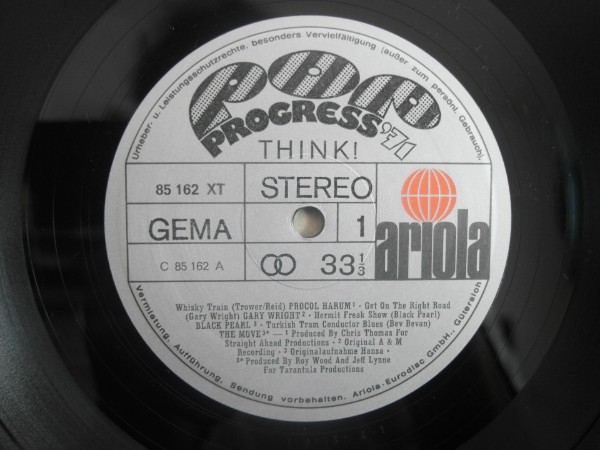 Urheber- u. Leistungsschutzrechte, besonders Vervielfältigung (außer zum persönl. Gebrauch),
POP
PROGRESS '71
THINK!
85 162 XT
STEREO
GEMA
1
C 85 162 A
33 1/3
ariola
Whisky Train (Trower/Reid) PROCOL HARUM¹ - Get On The Right Road
(Gary Wright) GARY WRIGHT² - Hermit Freak Show (Black Pearl)
BLACK PEARL² - Turkish Tram Conductor Blues (Bev Bevan)
THE MOVE³* — ¹ Produced By Chris Thomas For
Straight Ahead Productions - ² Original A & M
Recording - ³ Originalaufnahme Hansa -
³* Produced By Roy Wood And Jeff Lynne
For Tarantula Productions
Vermietung, Aufführung, Sendung vorbehalten. Ariola-Eurodisc GmbH., Gütersloh